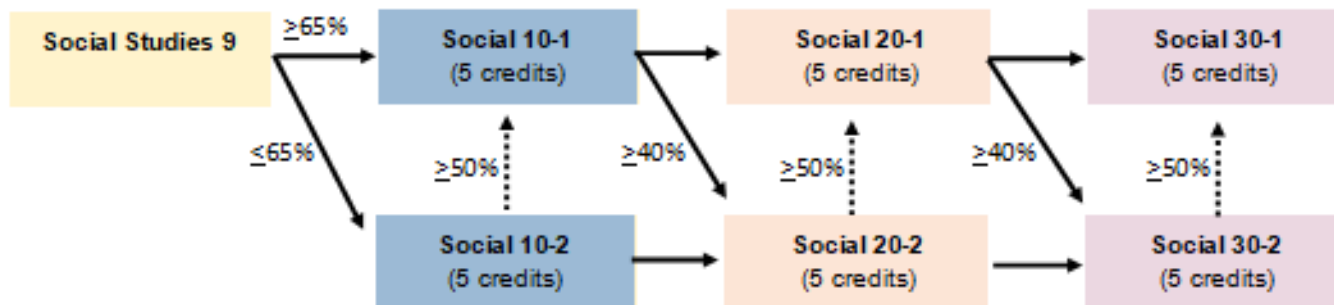 Social Studies 9
≥65%
Social 10-1
(5 credits)
Social 20-1
(5 credits)
Social 30-1
(5 credits)
≤65%
≥50%
≥40%
≥50%
≥40%
≥50%
Social 10-2
(5 credits)
Social 20-2
(5 credits)
Social 30-2
(5 credits)